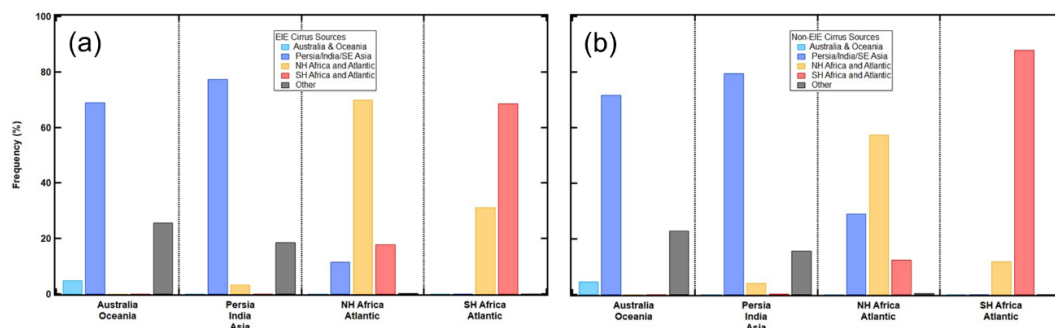 100
80
60
40
20
0
Frequency (%)
(a)
EIE Cirrus Sources
Australia & Oceania
Persia/India/SE Asia
NH Africa and Atlantic
SH Africa and Atlantic
Other
Australia
Oceania
Persia
India
Asia
NH Africa
Atlantic
SH Africa
Atlantic
(b)
Non-EIE Cirrus Sources
Australia & Oceania
Persia/India/SE Asia
NH Africa and Atlantic
SH Africa and Atlantic
Other
Australia
Oceania
Persia
India
Asia
NH Africa
Atlantic
SH Africa
Atlantic